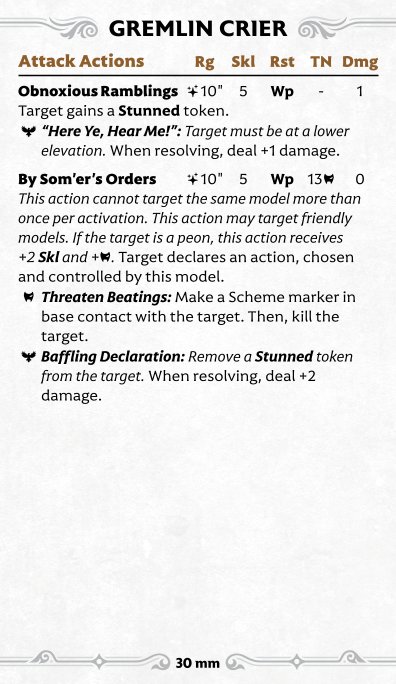 GREMLIN CRIER
Attack Actions Rg Skl Rst TN Dmg
Obnoxious Ramblings 10" 5 Wp - 1
Target gains a Stunned token.
"Here Ye, Hear Me!": Target must be at a lower
elevation. When resolving, deal +1 damage.
By Som'er's Orders 10" 5 Wp 13 0
This action cannot target the same model more than
once per activation. This action may target friendly
models. If the target is a peon, this action receives
+2 Skl and +. Target declares an action, chosen
and controlled by this model.
Threaten Beatings: Make a Scheme marker in
base contact with the target. Then, kill the
target.
Baffling Declaration: Remove a Stunned token
from the target. When resolving, deal +2
damage.
30 mm